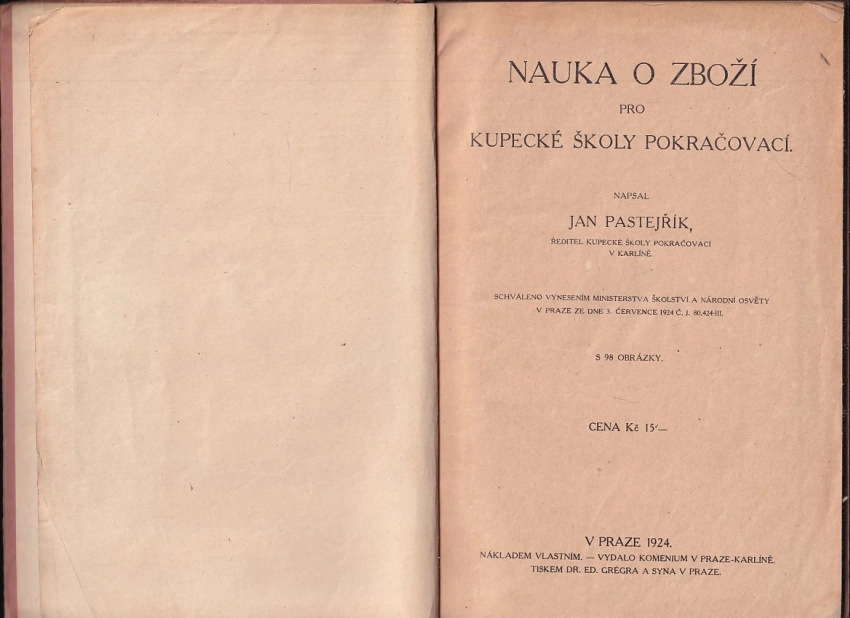 NAUKA O ZBOŽÍ
PRO
KUPECKÉ ŠKOLY POKRAČOVACÍ.
NAPSAL
JAN PASTEJŘÍK,
ŘEDITEL KUPECKÉ ŠKOLY POKRAČOVACÍ
V KARLÍNĚ.
SCHVÁLENO VYNESENÍM MINISTERSTVA ŠKOLSTVÍ A NÁRODNÍ OSVĚTY
V PRAZE ZE DNE 3. ČERVENCE 1924 Č. J. 80.424-III.
S 98 OBRÁZKY.
CENA Kč 15·—
V PRAZE 1924.
NÁKLADEM VLASTNÍM. — VYDALO KOMENIUM V PRAZE-KARLÍNĚ.
TISKEM DR. ED. GRÉGRA A SYNA V PRAZE.